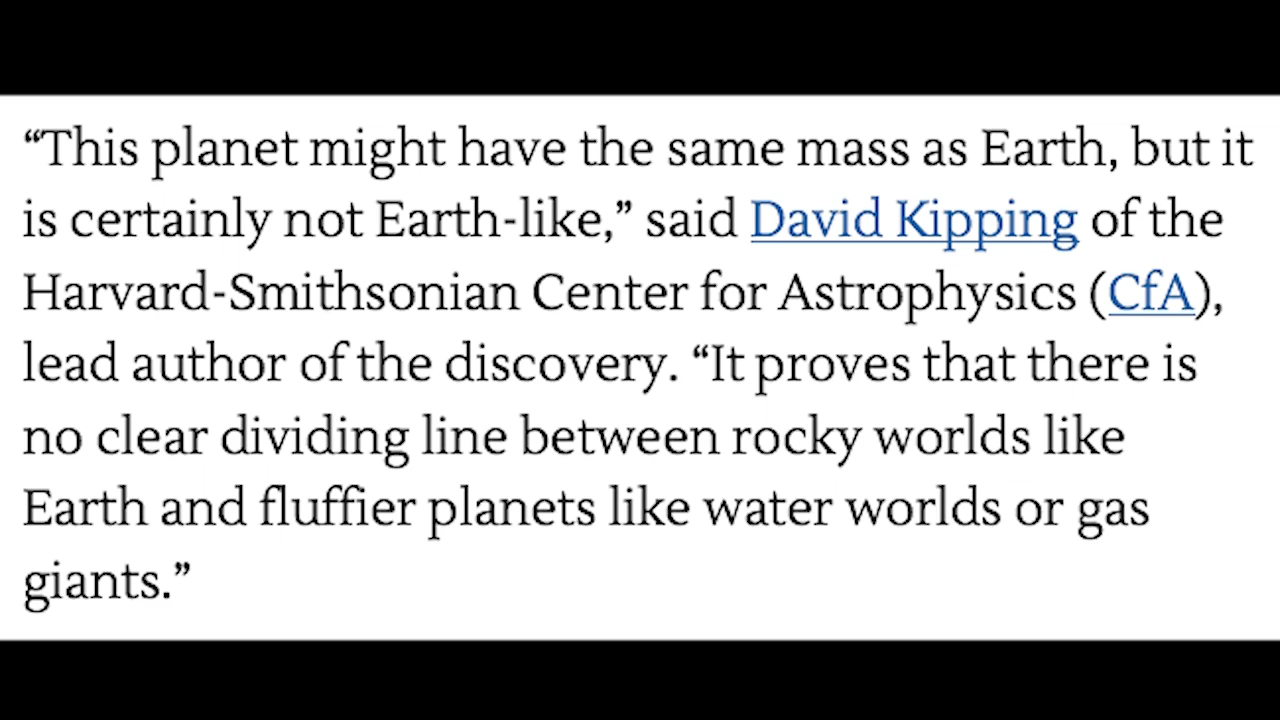 “This planet might have the same mass as Earth, but it
is certainly not Earth-like,” said David Kipping of the
Harvard-Smithsonian Center for Astrophysics (CfA),
lead author of the discovery. “It proves that there is
no clear dividing line between rocky worlds like
Earth and fluffier planets like water worlds or gas
giants.”